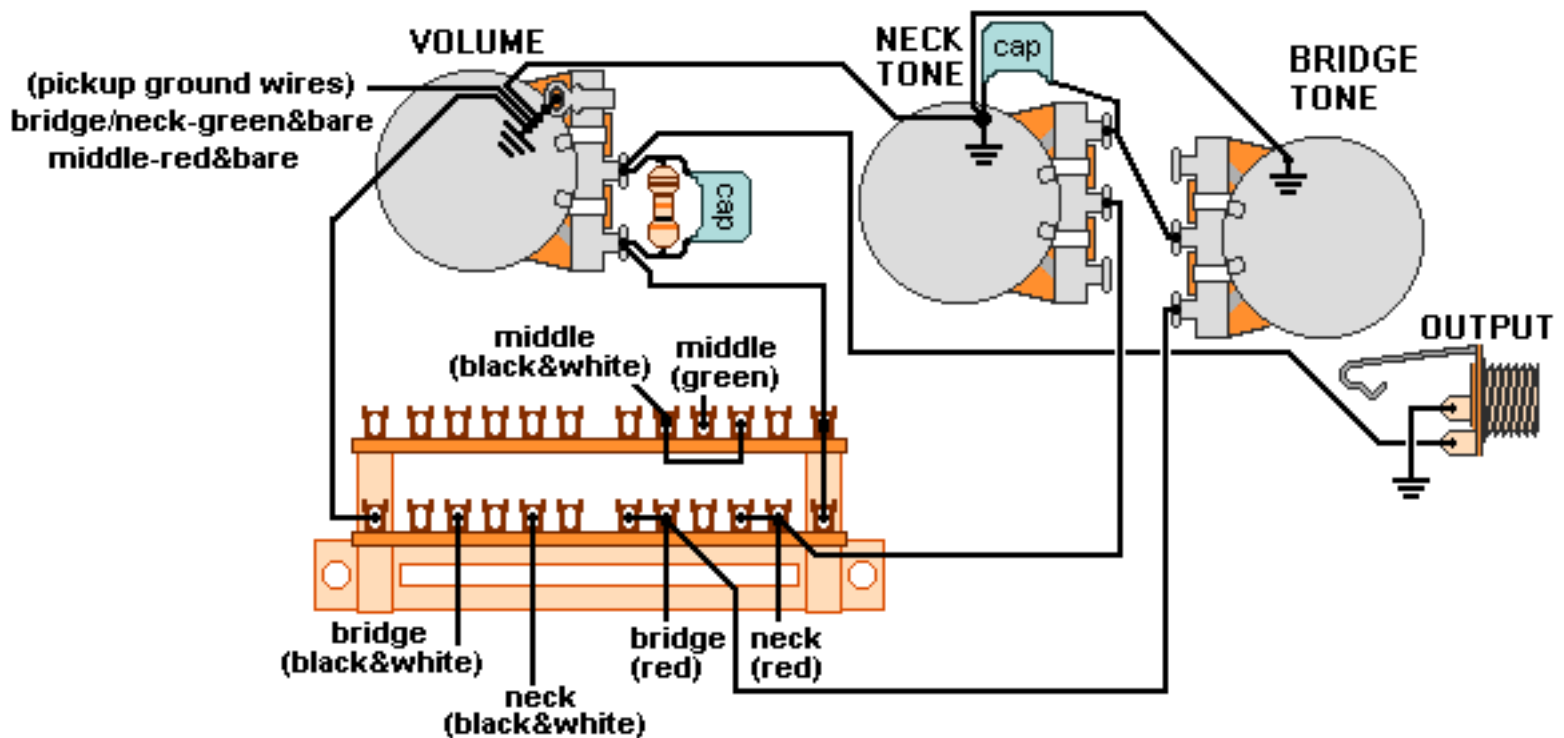 VOLUME
(pickup ground wires)
bridge/neck-green&bare
middle-red&bare
cap
NECK
TONE
cap
BRIDGE
TONE
OUTPUT
middle
(black&white)
middle
(green)
bridge
(black&white)
neck
(black&white)
bridge
(red)
neck
(red)